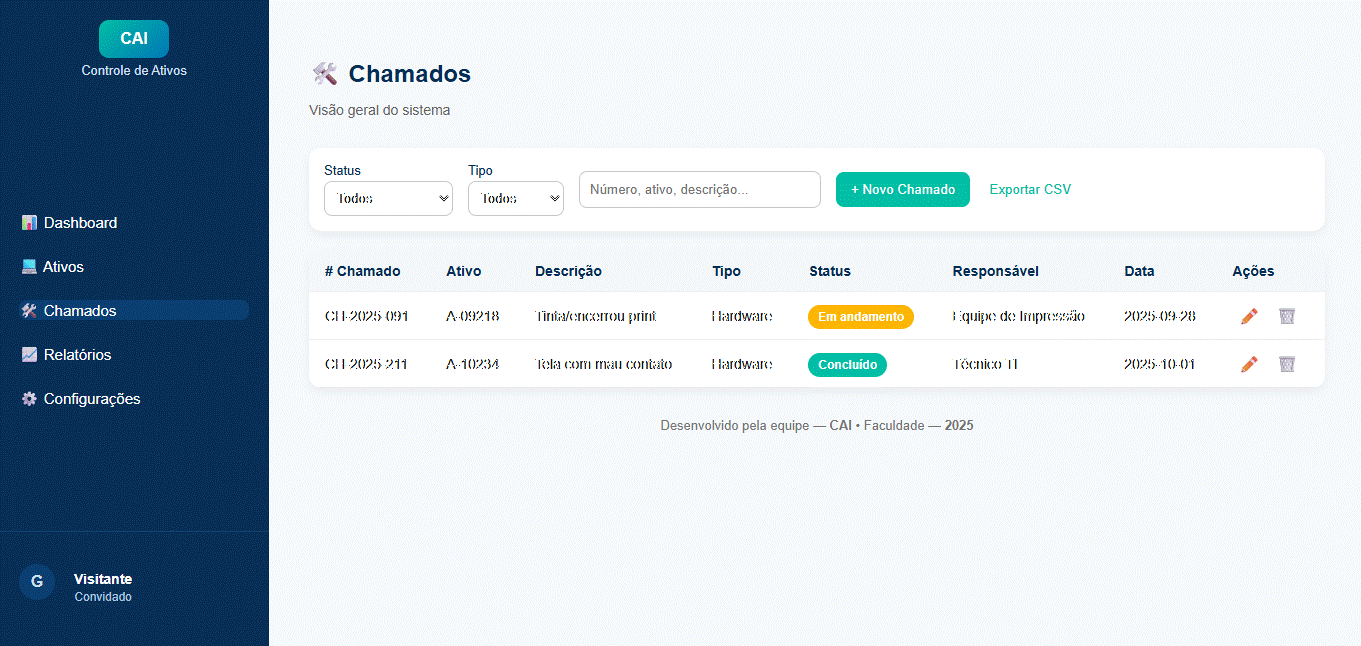 CAI
Controle de Ativos
Dashboard
Ativos
Chamados
Relatórios
Configurações
G
Visitante
Convidado
Chamados
Visão geral do sistema
Status
Tipo
Todos
Todos
Número, ativo, descrição...
+ Novo Chamado
Exportar CSV
# Chamado Ativo Descrição Tipo Status Responsável Data Ações
CH-2025-091 A-09218 Tinta/encerrou print Hardware Em andamento Equipe de Impressão 2025-09-28
CH-2025-211 A-10234 Tela com mau contato Hardware Concluído Técnico TI 2025-10-01
Desenvolvido pela equipe — CAI • Faculdade — 2025